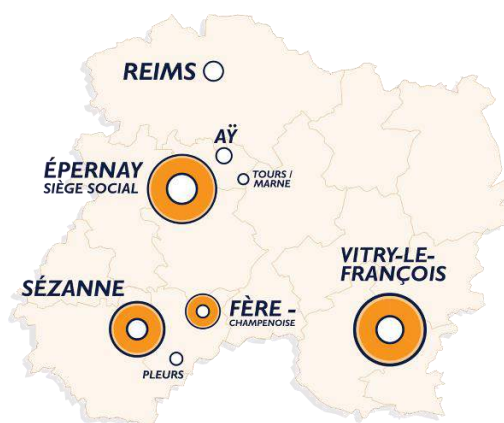 REIMS
AŸ
ÉPERNAY
SIÈGE SOCIAL
TOURS /
MARNE
VITRY-LE-
FRANÇOIS
SÉZANNE
FÈRE -
CHAMPENOISE
PLEURS